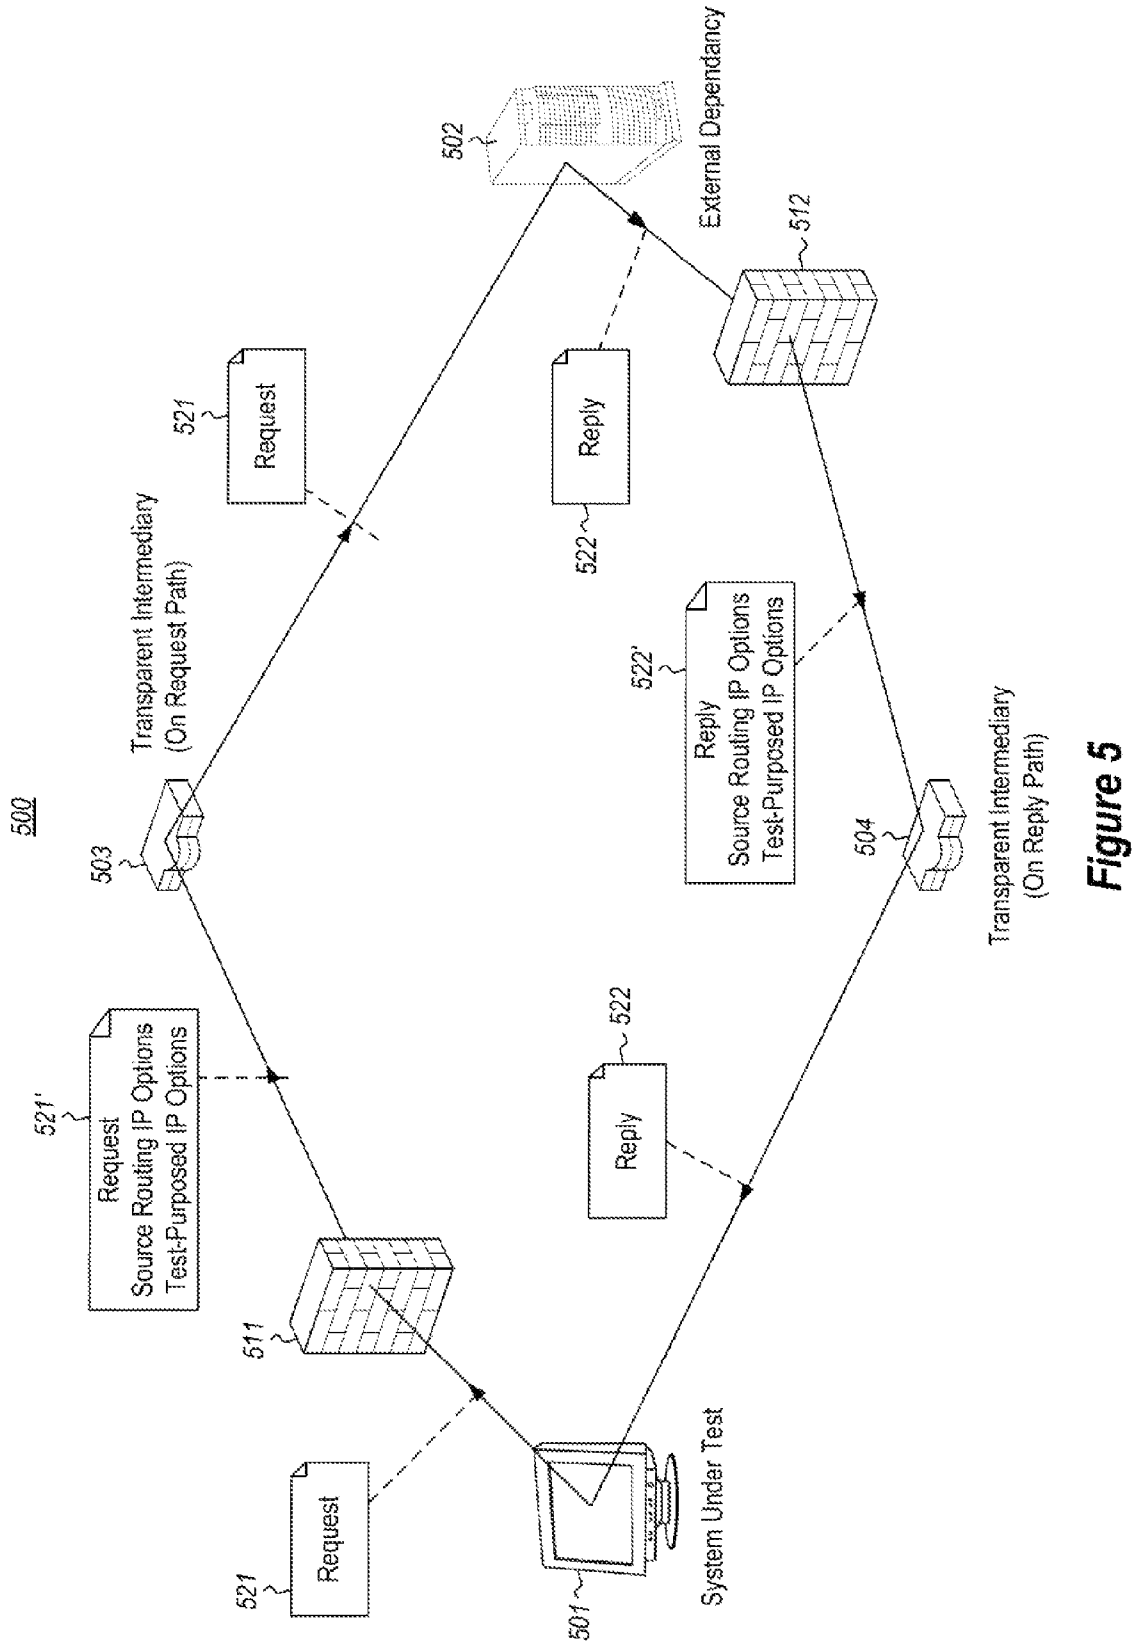 500
Transparent Intermediary
(On Request Path)
503
521'
Request
Source Routing IP Options
Test-Purposed IP Options
521
Request
511
521
Request
502
External Dependancy
Reply
522
512
522'
Reply
Source Routing IP Options
Test-Purposed IP Options
522
Reply
501
System Under Test
504
Transparent Intermediary
(On Reply Path)
Figure 5